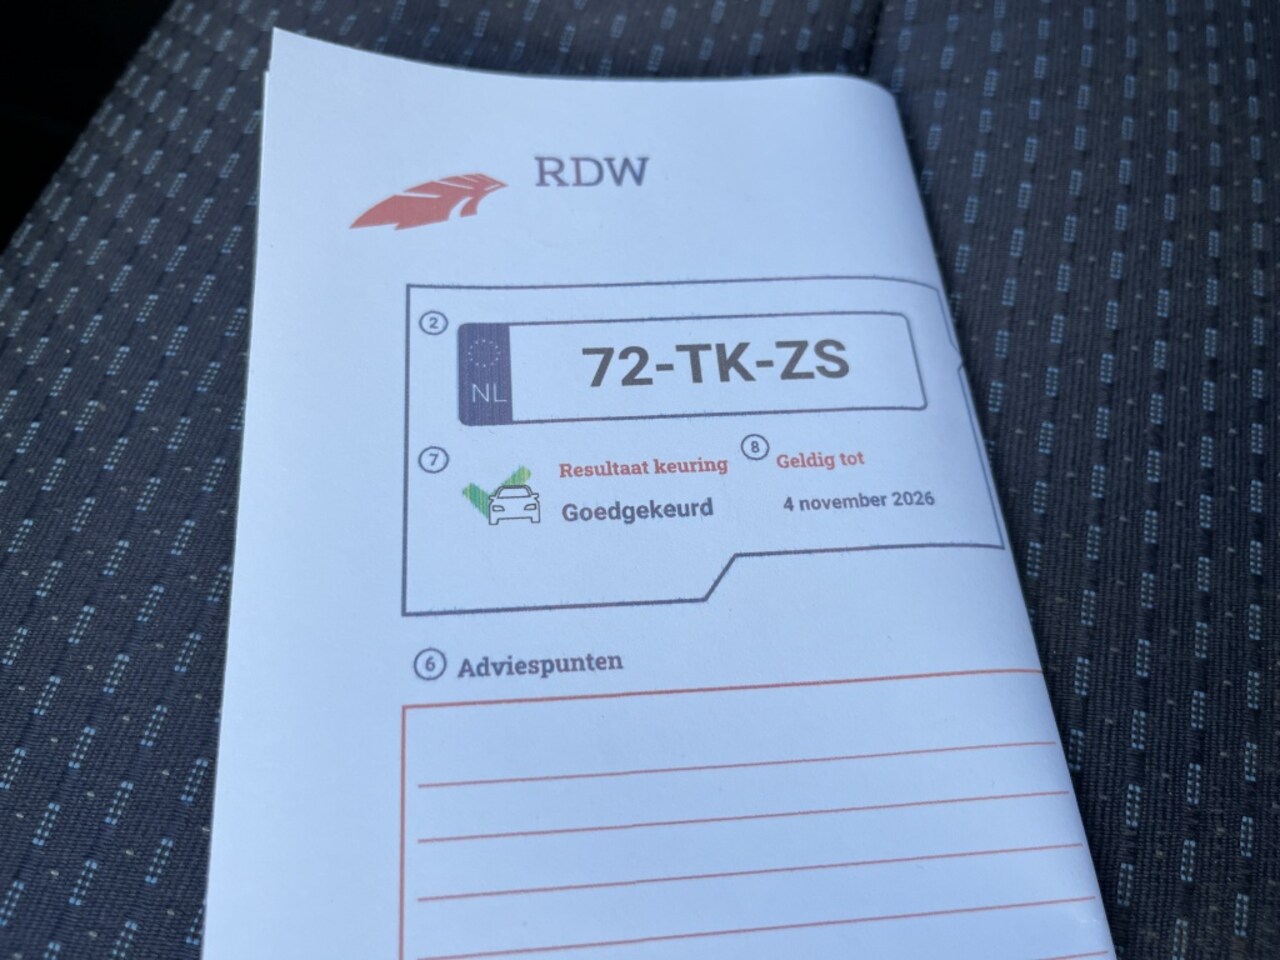 RDW
2
NL
72-TK-ZS
7
Resultaat keuring
Goedgekeurd
8
Geldig tot
4 november 2026
6 Adviespunten